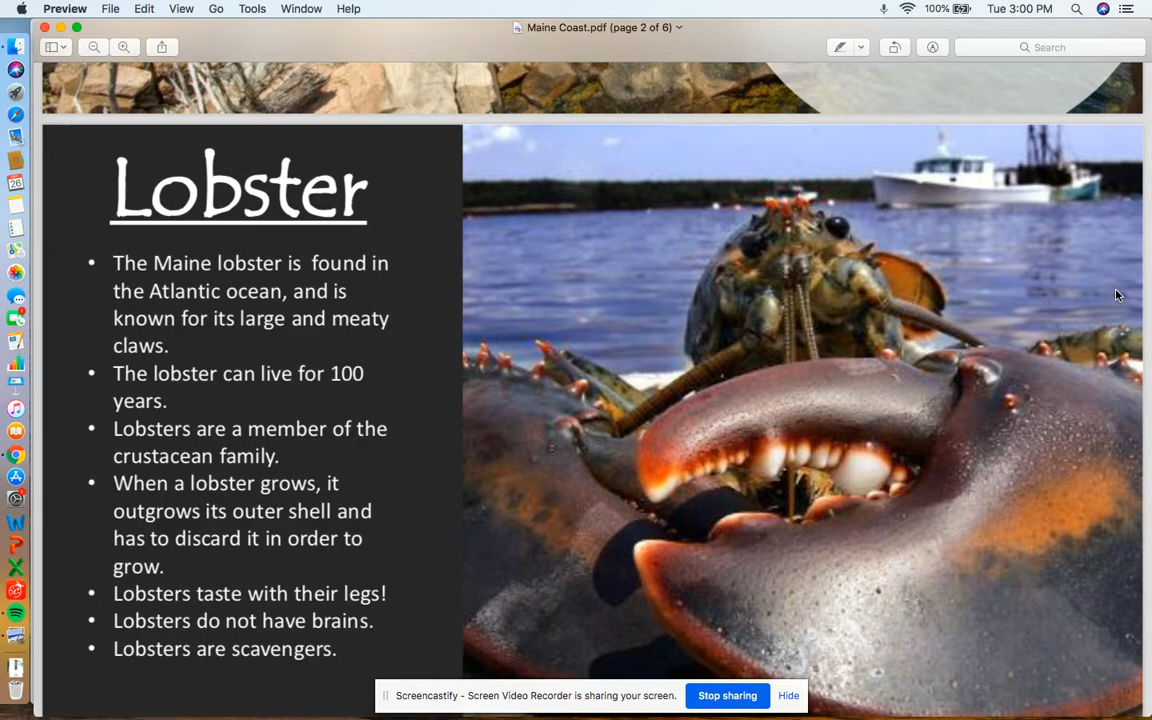 Preview File Edit View Go Tools Window Help 100% Tue 3:00 PM
Maine Coast.pdf (page 2 of 6)
Search
Lobster
• The Maine lobster is found in
the Atlantic ocean, and is
known for its large and meaty
claws.
• The lobster can live for 100
years.
• Lobsters are a member of the
crustacean family.
• When a lobster grows, it
outgrows its outer shell and
has to discard it in order to
grow.
• Lobsters taste with their legs!
• Lobsters do not have brains.
• Lobsters are scavengers.
26
Screencastify - Screen Video Recorder is sharing your screen. Stop sharing Hide